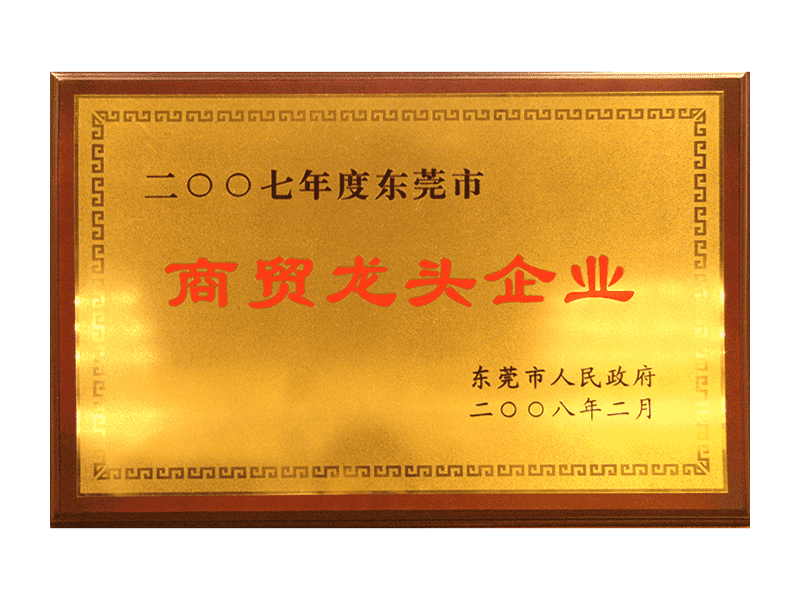 二〇〇七年度东莞市
商贸龙头企业
东莞市人民政府
二〇〇八年二月